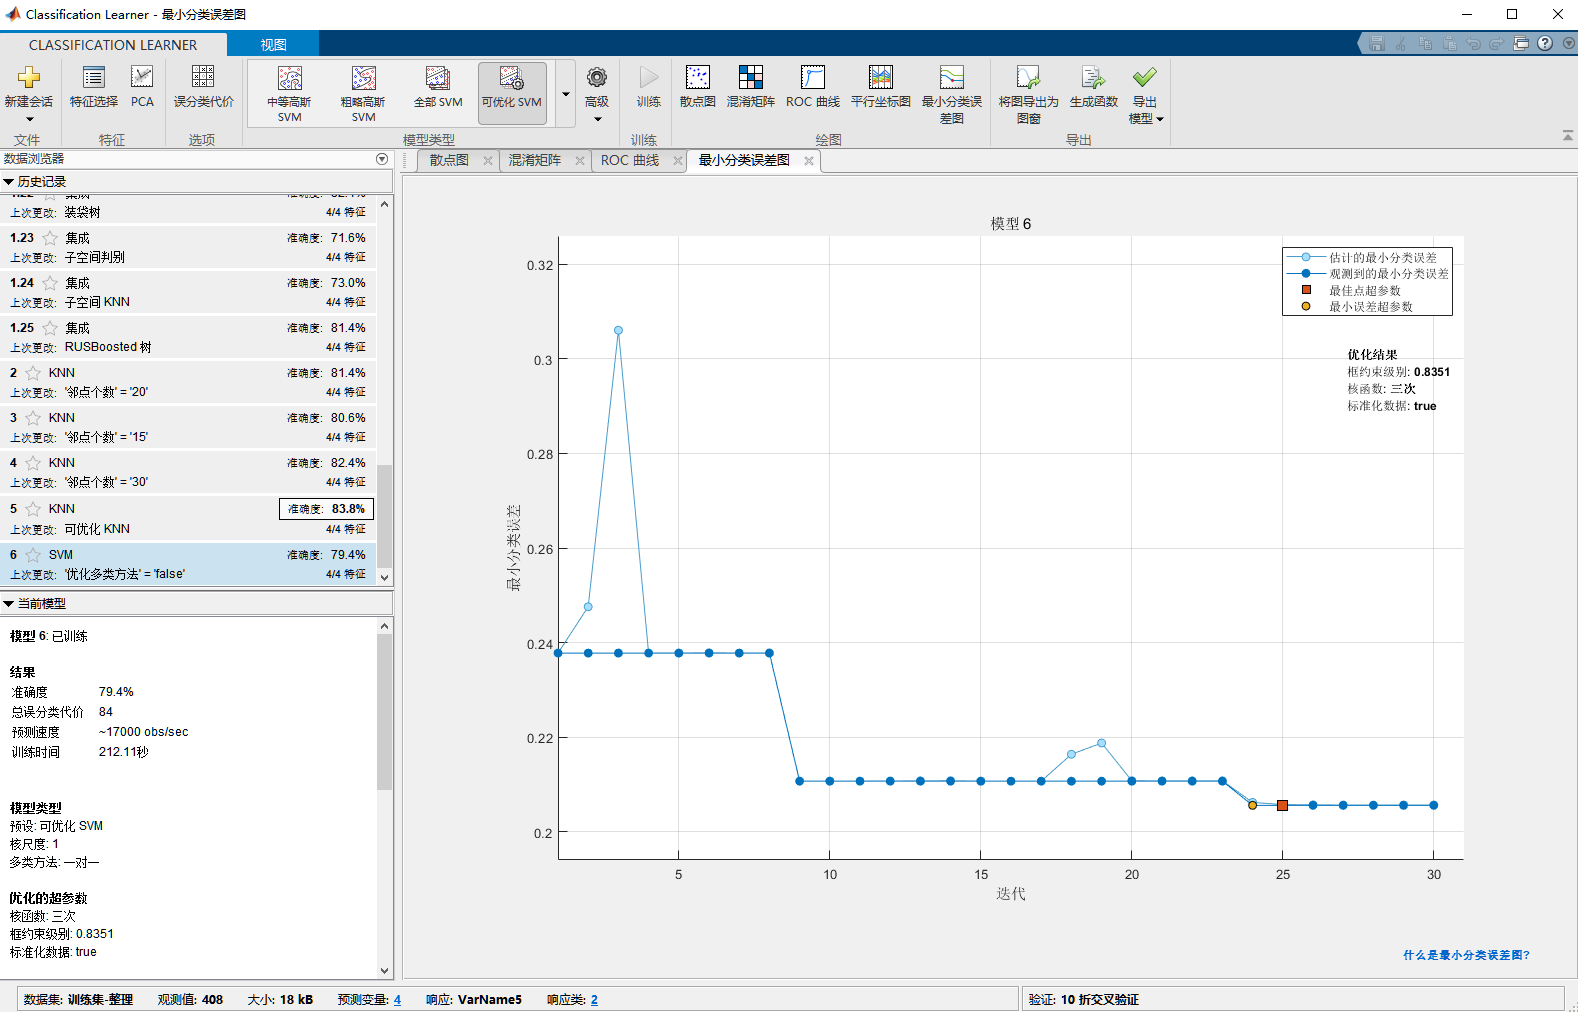 Classification Learner - 最小分类误差图
CLASSIFICATION LEARNER
视图
新建会话
文件
特征选择
PCA
特征
误分类代价
选项
中等高斯
SVM
粗略高斯
SVM
全部 SVM
可优化 SVM
高级
模型类型
训练
训练
散点图
混淆矩阵
ROC 曲线
平行坐标图
最小分类误
差图
绘图
将图导出为
图窗
生成函数
导出
模型
导出
数据浏览器
历史记录
上次更改: 装袋树 4/4 特征
1.23 集成 准确度: 71.6%
上次更改: 子空间判别 4/4 特征
1.24 集成 准确度: 73.0%
上次更改: 子空间 KNN 4/4 特征
1.25 集成 准确度: 81.4%
上次更改: RUSBoosted 树 4/4 特征
2 KNN 准确度: 81.4%
上次更改: '邻点个数' = '20' 4/4 特征
3 KNN 准确度: 80.6%
上次更改: '邻点个数' = '15' 4/4 特征
4 KNN 准确度: 82.4%
上次更改: '邻点个数' = '30' 4/4 特征
5 KNN 准确度: 83.8%
上次更改: 可优化 KNN 4/4 特征
6 SVM 准确度: 79.4%
上次更改: '优化多类方法' = 'false' 4/4 特征
当前模型
模型 6: 已训练
结果
准确度 79.4%
总误分类代价 84
预测速度 ~17000 obs/sec
训练时间 212.11秒
模型类型
预设: 可优化 SVM
核尺度: 1
多类方法: 一对一
优化的超参数
核函数: 三次
框约束级别: 0.8351
标准化数据: true
散点图
混淆矩阵
ROC 曲线
最小分类误差图
模型 6
0.32
0.3
0.28
0.26
0.24
0.22
0.2
最小分类误差
5 10 15 20 25 30
迭代
估计的最小分类误差
观测到的最小分类误差
最佳点超参数
最小误差超参数
优化结果
框约束级别: 0.8351
核函数: 三次
标准化数据: true
什么是最小分类误差图?
数据集: 训练集-整理 观测值: 408 大小: 18 kB 预测变量: 4 响应: VarName5 响应类: 2
验证: 10 折交叉验证